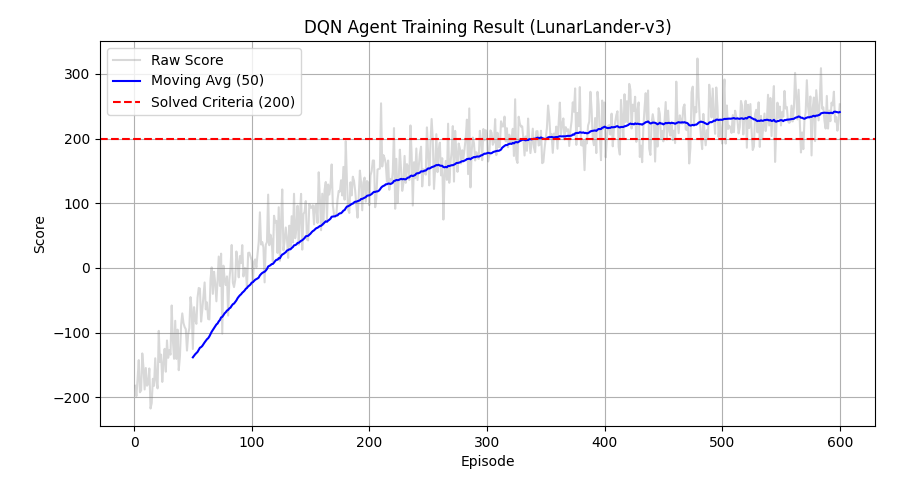 DQN Agent Training Result (LunarLander-v3)
Raw Score
Moving Avg (50)
Solved Criteria (200)
Score
300
200
100
0
−100
−200
0
100
200
300
400
500
600
Episode